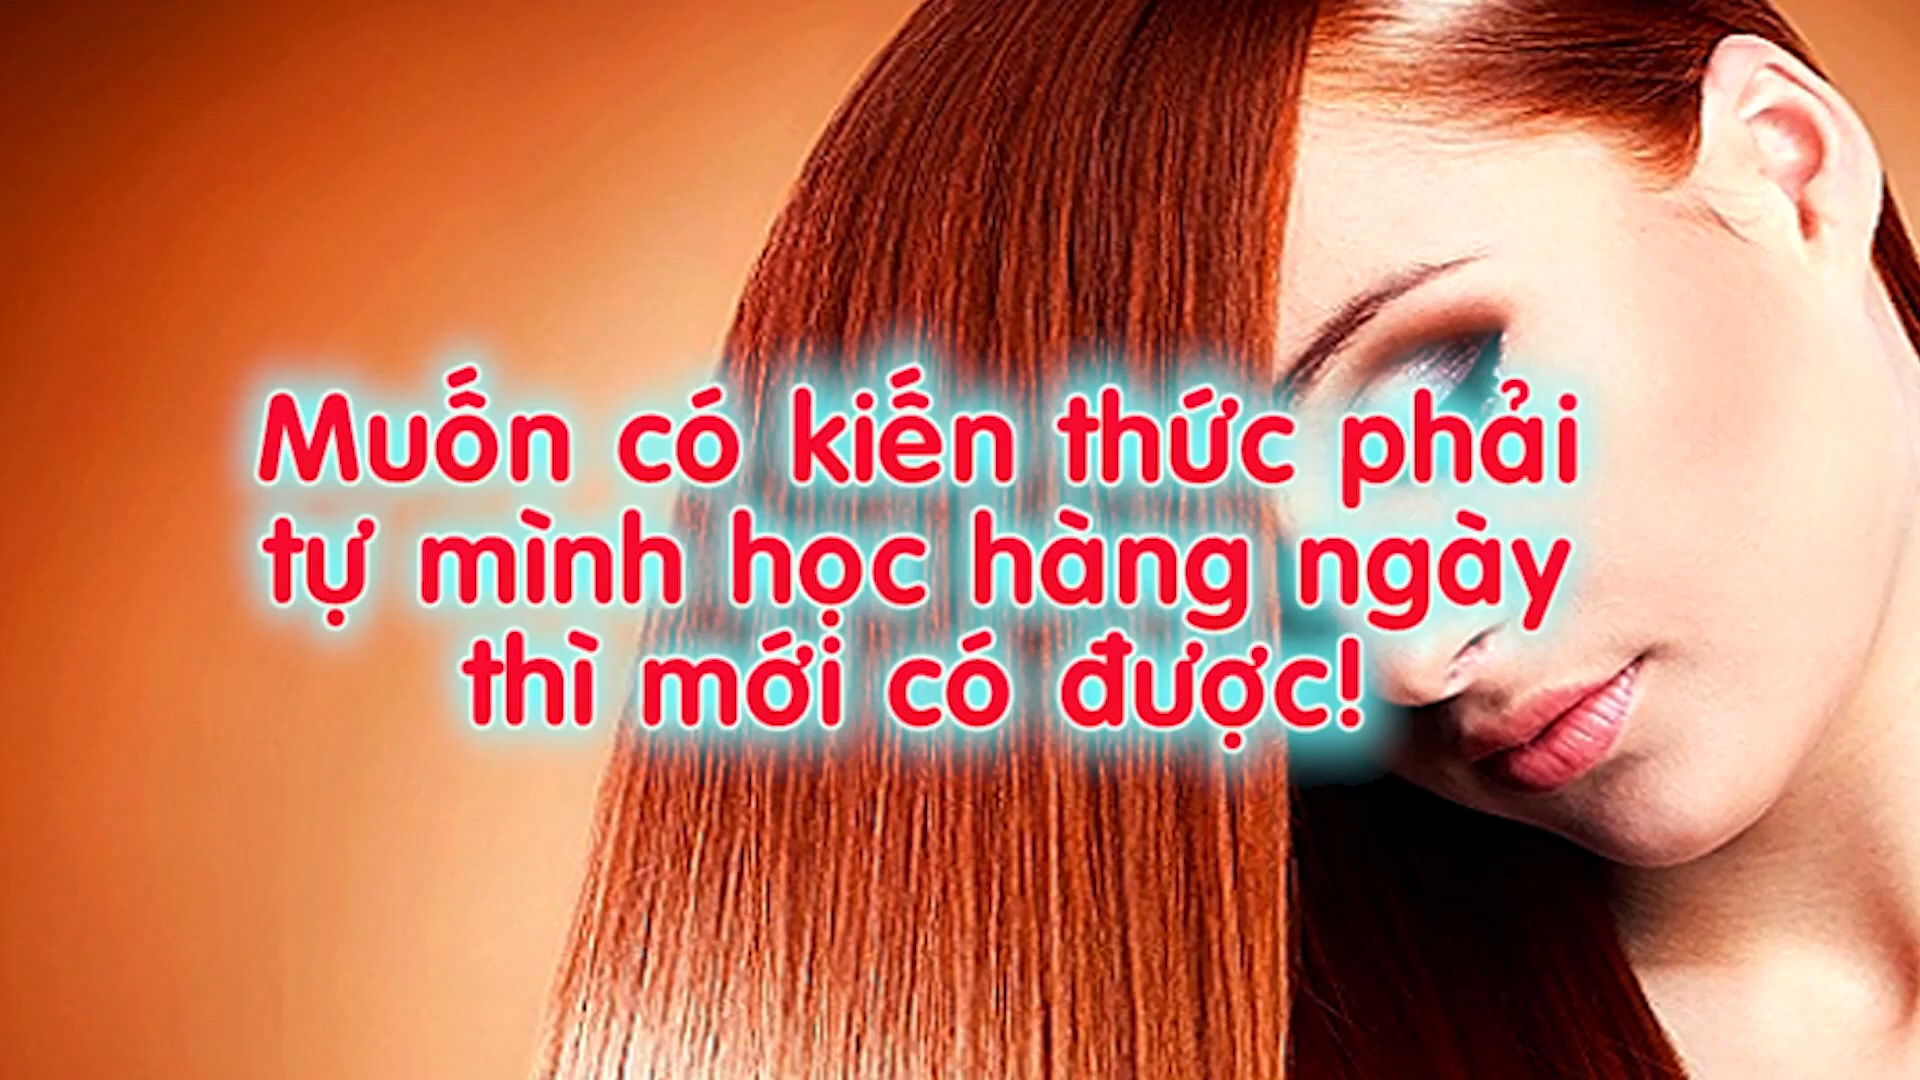 Muốn có kiến thức phải
tự mình học hàng ngày
thì mới có được!